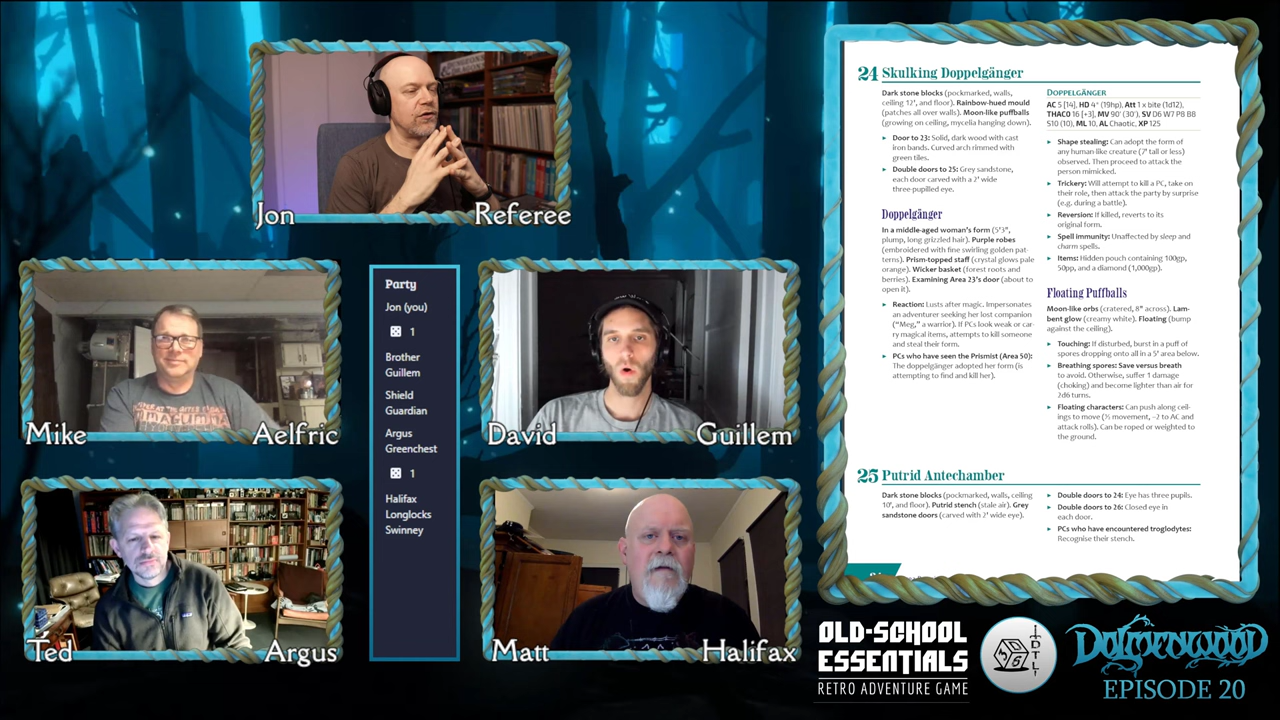 Jon
Referee
Mike
Aelfric
Ted
Argus
Party
Jon (you)
1
Brother
Guillem
Shield
Guardian
Argus
Greenchest
1
Halifax
Longlocks
Swinney
David
Guillem
Matt
Halifax
24 Skulking Doppelgänger
Dark stone blocks (pockmarked, walls,
ceiling 12', and floor). Rainbow-hued mould
(patches all over walls). Moon-like puffballs
(growing on ceiling, mycelia hanging down).
▶ Door to 23: Solid, dark wood with cast
iron bands. Curved arch rimmed with
green tiles.
▶ Double doors to 25: Grey sandstone,
each door carved with a 2' wide
three-pupilled eye.
Doppelgänger
In a middle-aged woman's form (5'3",
plump, long grizzled hair). Purple robes
(embroidered with fine swirling golden pat-
terns). Prism-topped staff (crystal glows pale
orange). Wicker basket (forest roots and
berries). Examining Area 23's door (about to
open it).
▶ Reaction: Lusts after magic. Impersonates
an adventurer seeking her lost companion
("Meg," a warrior). If PCs look weak or car-
ry magical items, attempts to kill someone
and steal their form.
▶ PCs who have seen the Prismist (Area 50):
The doppelgänger adopted her form (is
attempting to find and kill her).
Doppelgänger
AC 5 [14], HD 4* (19hp), Att 1 x bite (1d12),
THAC0 16 [+3], MV 90' (30'), SV D6 W7 P8 B8
S10 (10), ML 10, AL Chaotic, XP 125
▶ Shape stealing: Can adopt the form of
any human-like creature (7' tall or less)
observed. Then proceed to attack the
person mimicked.
▶ Trickery: Will attempt to kill a PC, take on
their role, then attack the party by surprise
(e.g. during a battle).
▶ Reversion: If killed, reverts to its
original form.
▶ Spell immunity: Unaffected by sleep and
charm spells.
▶ Items: Hidden pouch containing 100gp,
50pp, and a diamond (1,000gp).
Floating Puffballs
Moon-like orbs (cratered, 8" across). Lam-
bent glow (creamy white). Floating (bump
against the ceiling).
▶ Touching: If disturbed, burst in a puff of
spores dropping onto all in a 5' area below.
▶ Breathing spores: Save versus breath
to avoid. Otherwise, suffer 1 damage
(choking) and become lighter than air for
2d6 turns.
▶ Floating characters: Can push along ceil-
ings to move (½ movement, –2 to AC and
attack rolls). Can be roped or weighted to
the ground.
25 Putrid Antechamber
Dark stone blocks (pockmarked, walls, ceiling
10', and floor). Putrid stench (stale air). Grey
sandstone doors (carved with 2' wide eye).
▶ Double doors to 24: Eye has three pupils.
▶ Double doors to 26: Closed eye in
each door.
▶ PCs who have encountered troglodytes:
Recognise their stench.
OLD-SCHOOL
ESSENTIALS
RETRO ADVENTURE GAME
Dolmenwood
EPISODE 20